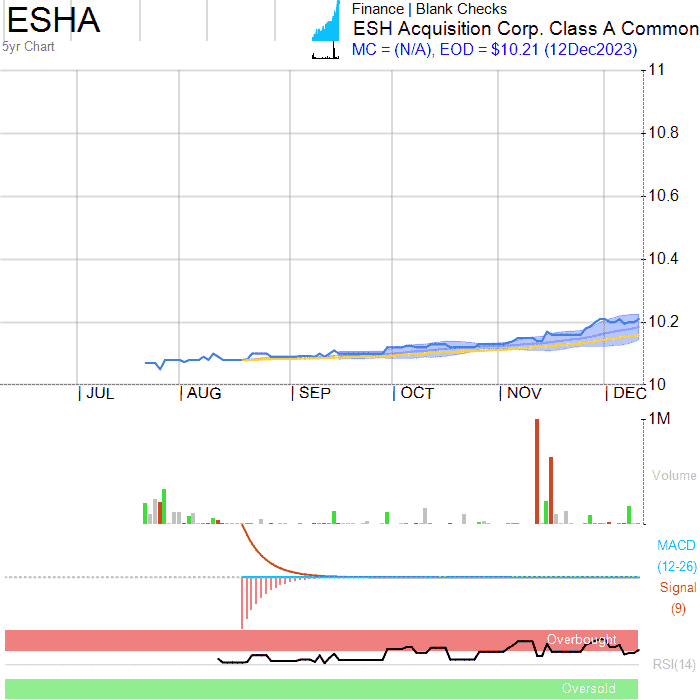 ESHA
5yr Chart
Finance | Blank Checks
ESH Acquisition Corp. Class A Common
MC = (N/A), EOD = $10.21 (12Dec2023)
11
10.8
10.6
10.4
10.2
10
| JUL | AUG | SEP | OCT | NOV | DEC
1M
Volume
MACD
(12-26)
Signal
(9)
Overbought
RSI(14)
Oversold